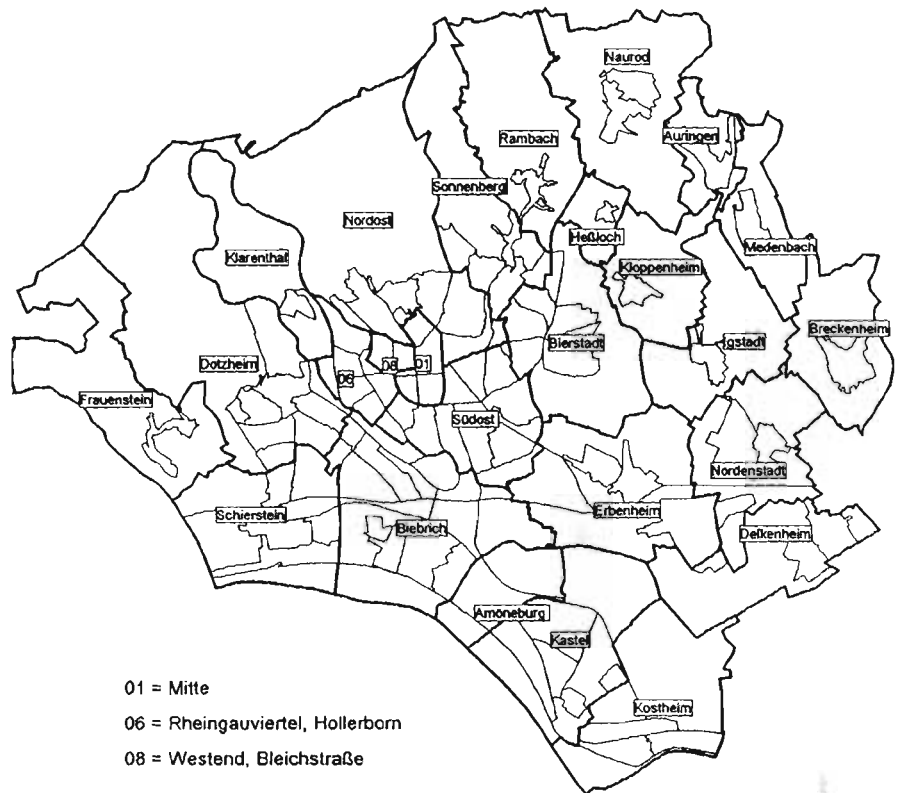 Naurod
Auringen
Rambach
Sonnenberg
Nordost
Heßloch
Medenbach
Klarenthal
Kloppenheim
Breckenheim
Bierstadt
Igstadt
Dotzheim
08
01
06
Frauenstein
Südost
Nordenstadt
Schierstein
Erbenheim
Biebrich
Delkenheim
Amöneburg
Kastel
Kostheim
01 = Mitte
06 = Rheingauviertel, Hollerborn
08 = Westend, Bleichstraße